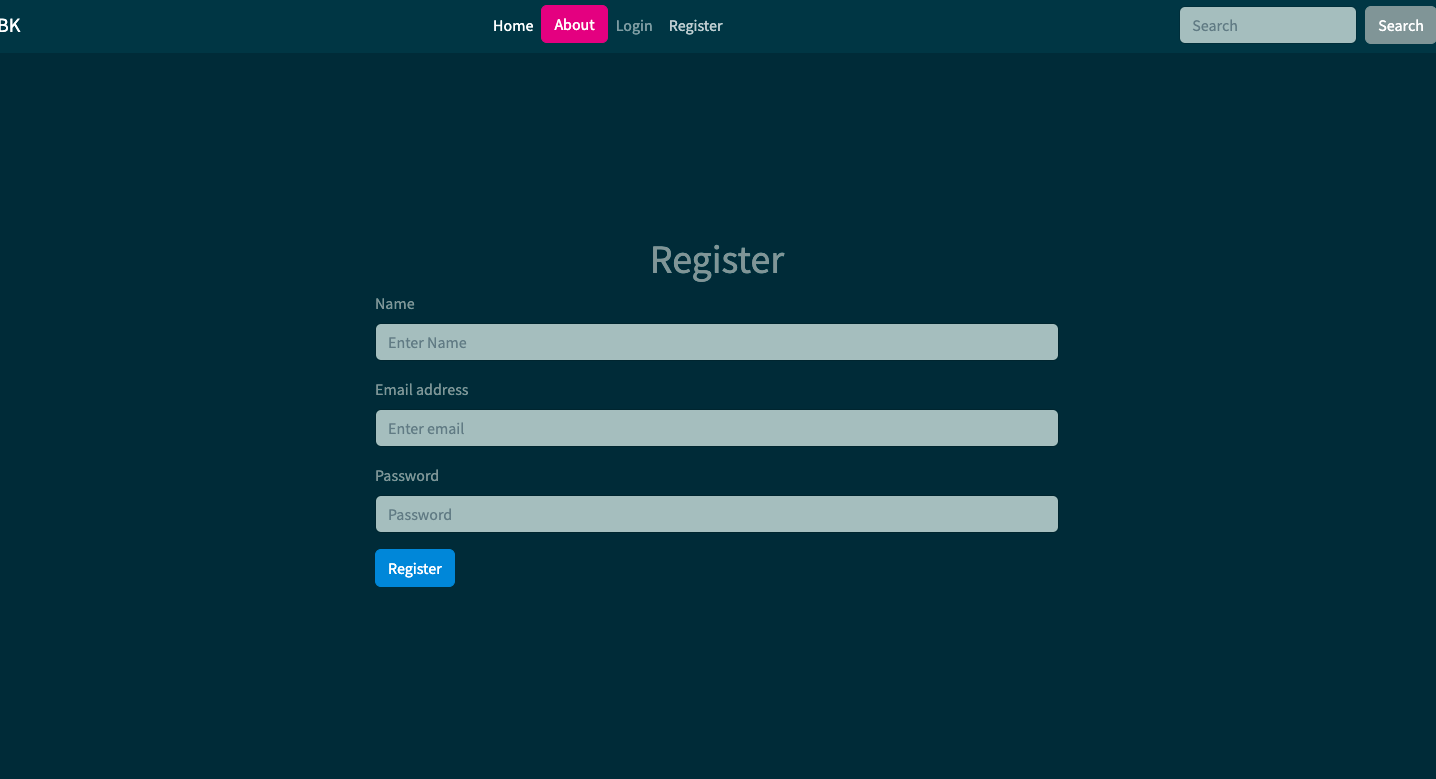 BK Home About Login Register Search Search
Register
Name
Enter Name
Email address
Enter email
Password
Password
Register